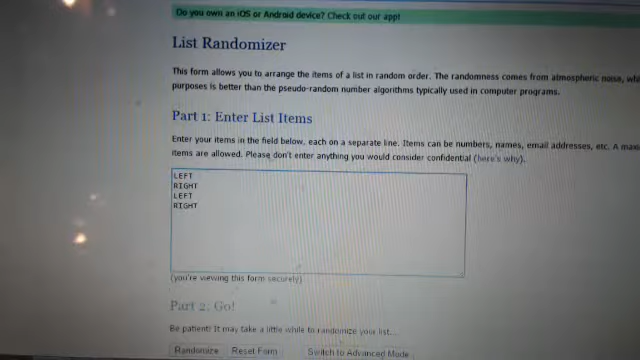 Do you own an iOS or Android device? Check out our app!
List Randomizer
This form allows you to arrange the items of a list in random order. The randomness comes from atmospheric noise,
purposes is better than the pseudo-random number algorithms typically used in computer programs.
Part 1: Enter List Items
Enter your items in the field below, each on a separate line. Items can be numbers, names, email addresses, etc. A
items are allowed. Please don't enter anything you would consider confidential (here's why).
LEFT
RIGHT
LEFT
RIGHT
(you're viewing this form securely)
Part 2: Go!
Be patient! It may take a little while to randomize your list...
Randomize Reset Form Switch to Advanced Mode